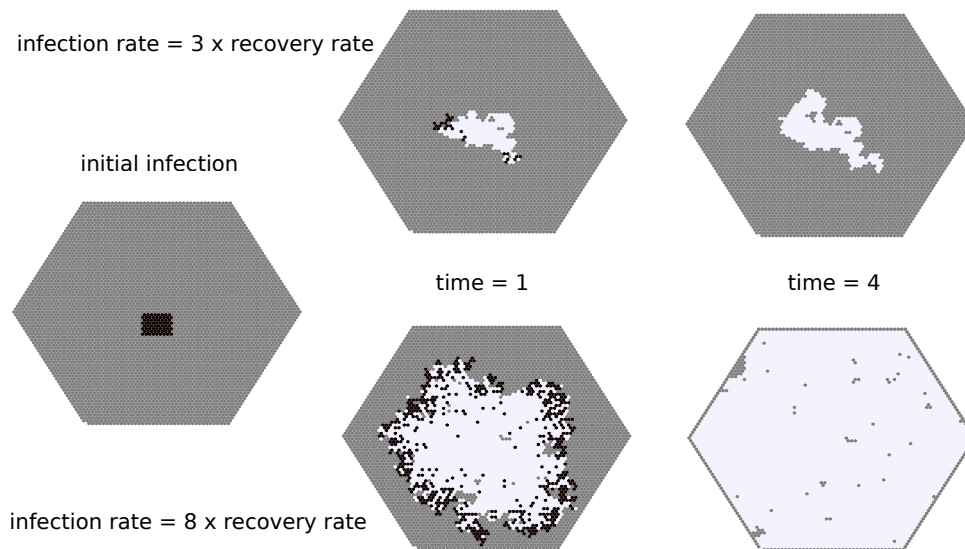 infection rate = 3 x recovery rate
initial infection
time = 1
time = 4
infection rate = 8 x recovery rate